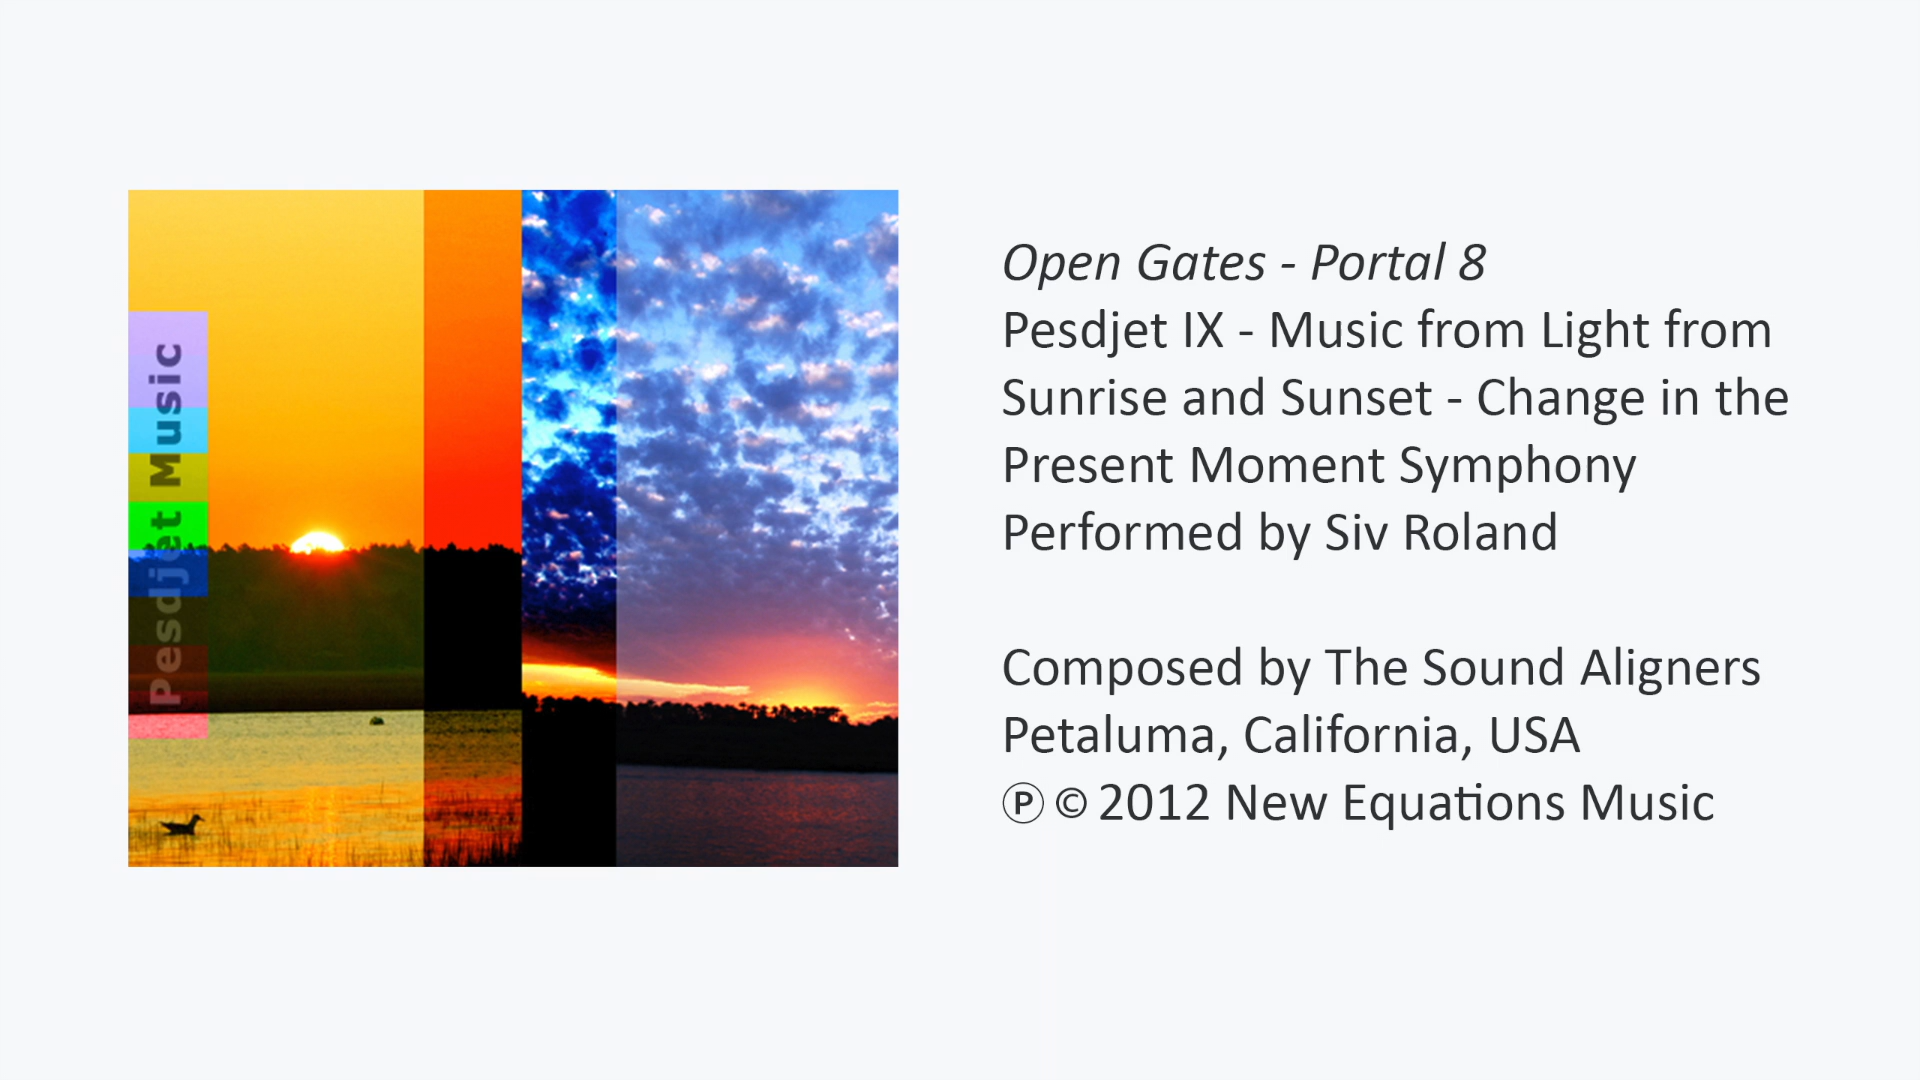 Pesdjet Music
Open Gates - Portal 8
Pesdjet IX - Music from Light from
Sunrise and Sunset - Change in the
Present Moment Symphony
Performed by Siv Roland
Composed by The Sound Aligners
Petaluma, California, USA
℗ © 2012 New Equations Music